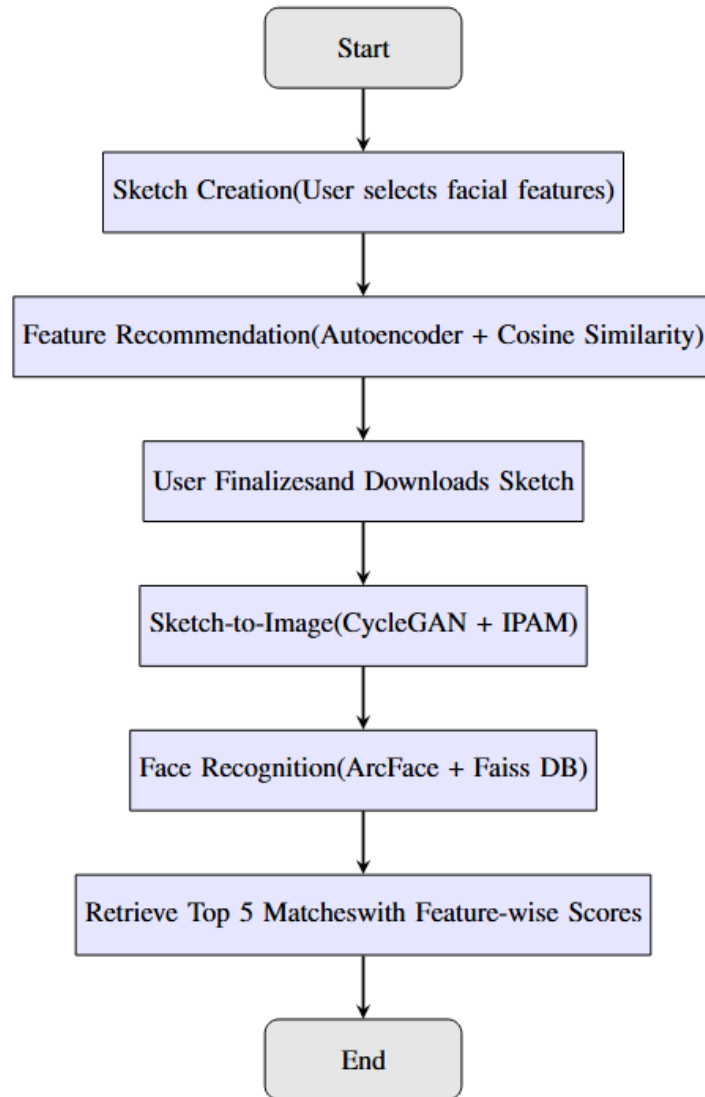 Start
Sketch Creation(User selects facial features)
Feature Recommendation(Autoencoder + Cosine Similarity)
User Finalizesand Downloads Sketch
Sketch-to-Image(CycleGAN + IPAM)
Face Recognition(ArcFace + Faiss DB)
Retrieve Top 5 Matcheswith Feature-wise Scores
End